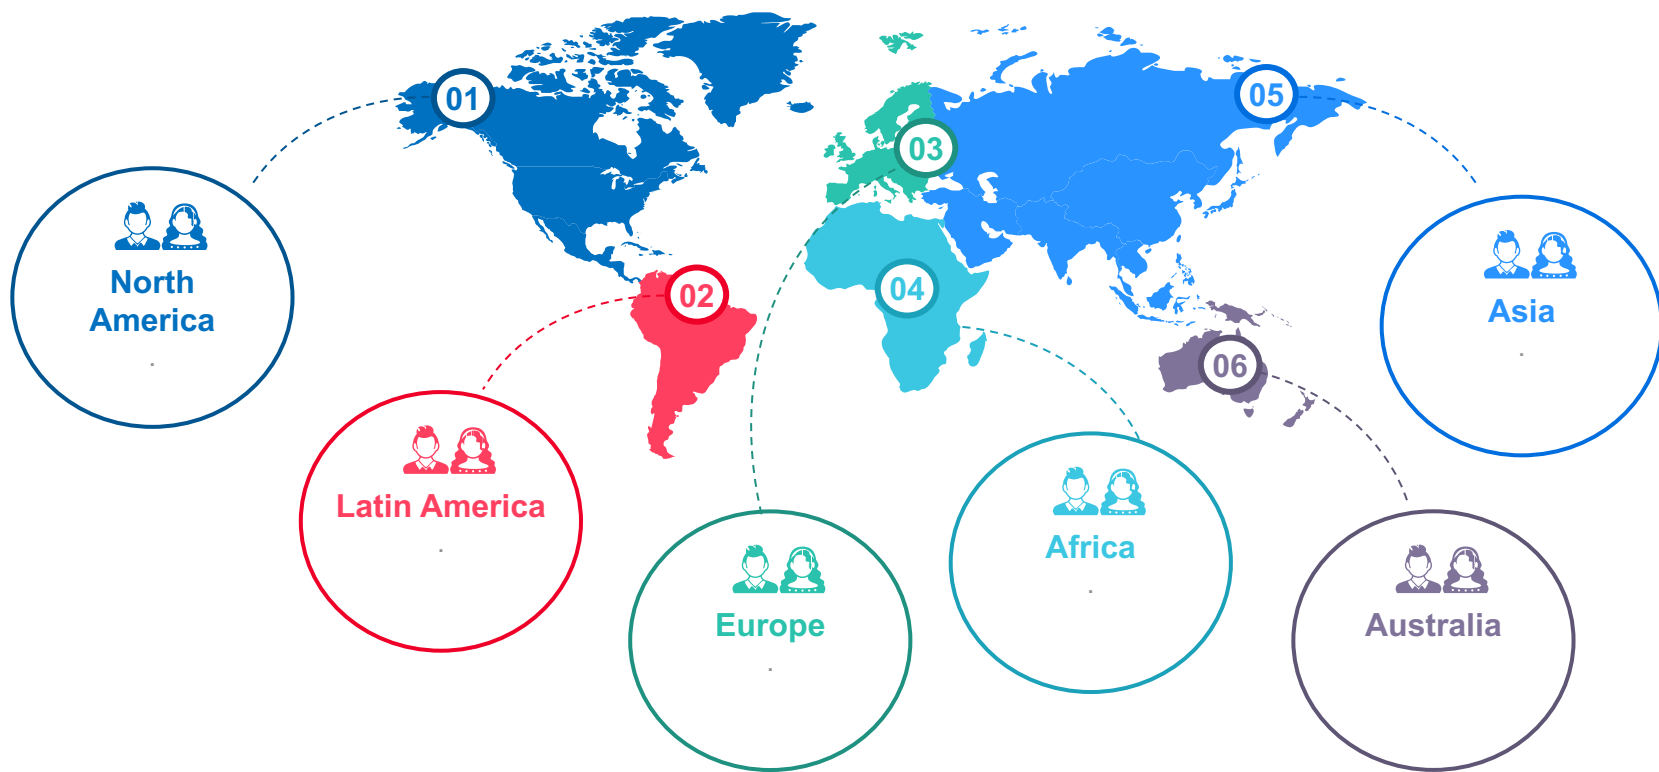 01
02
03
04
05
06
North
America
.
Latin America
.
Europe
.
Africa
.
Asia
.
Australia